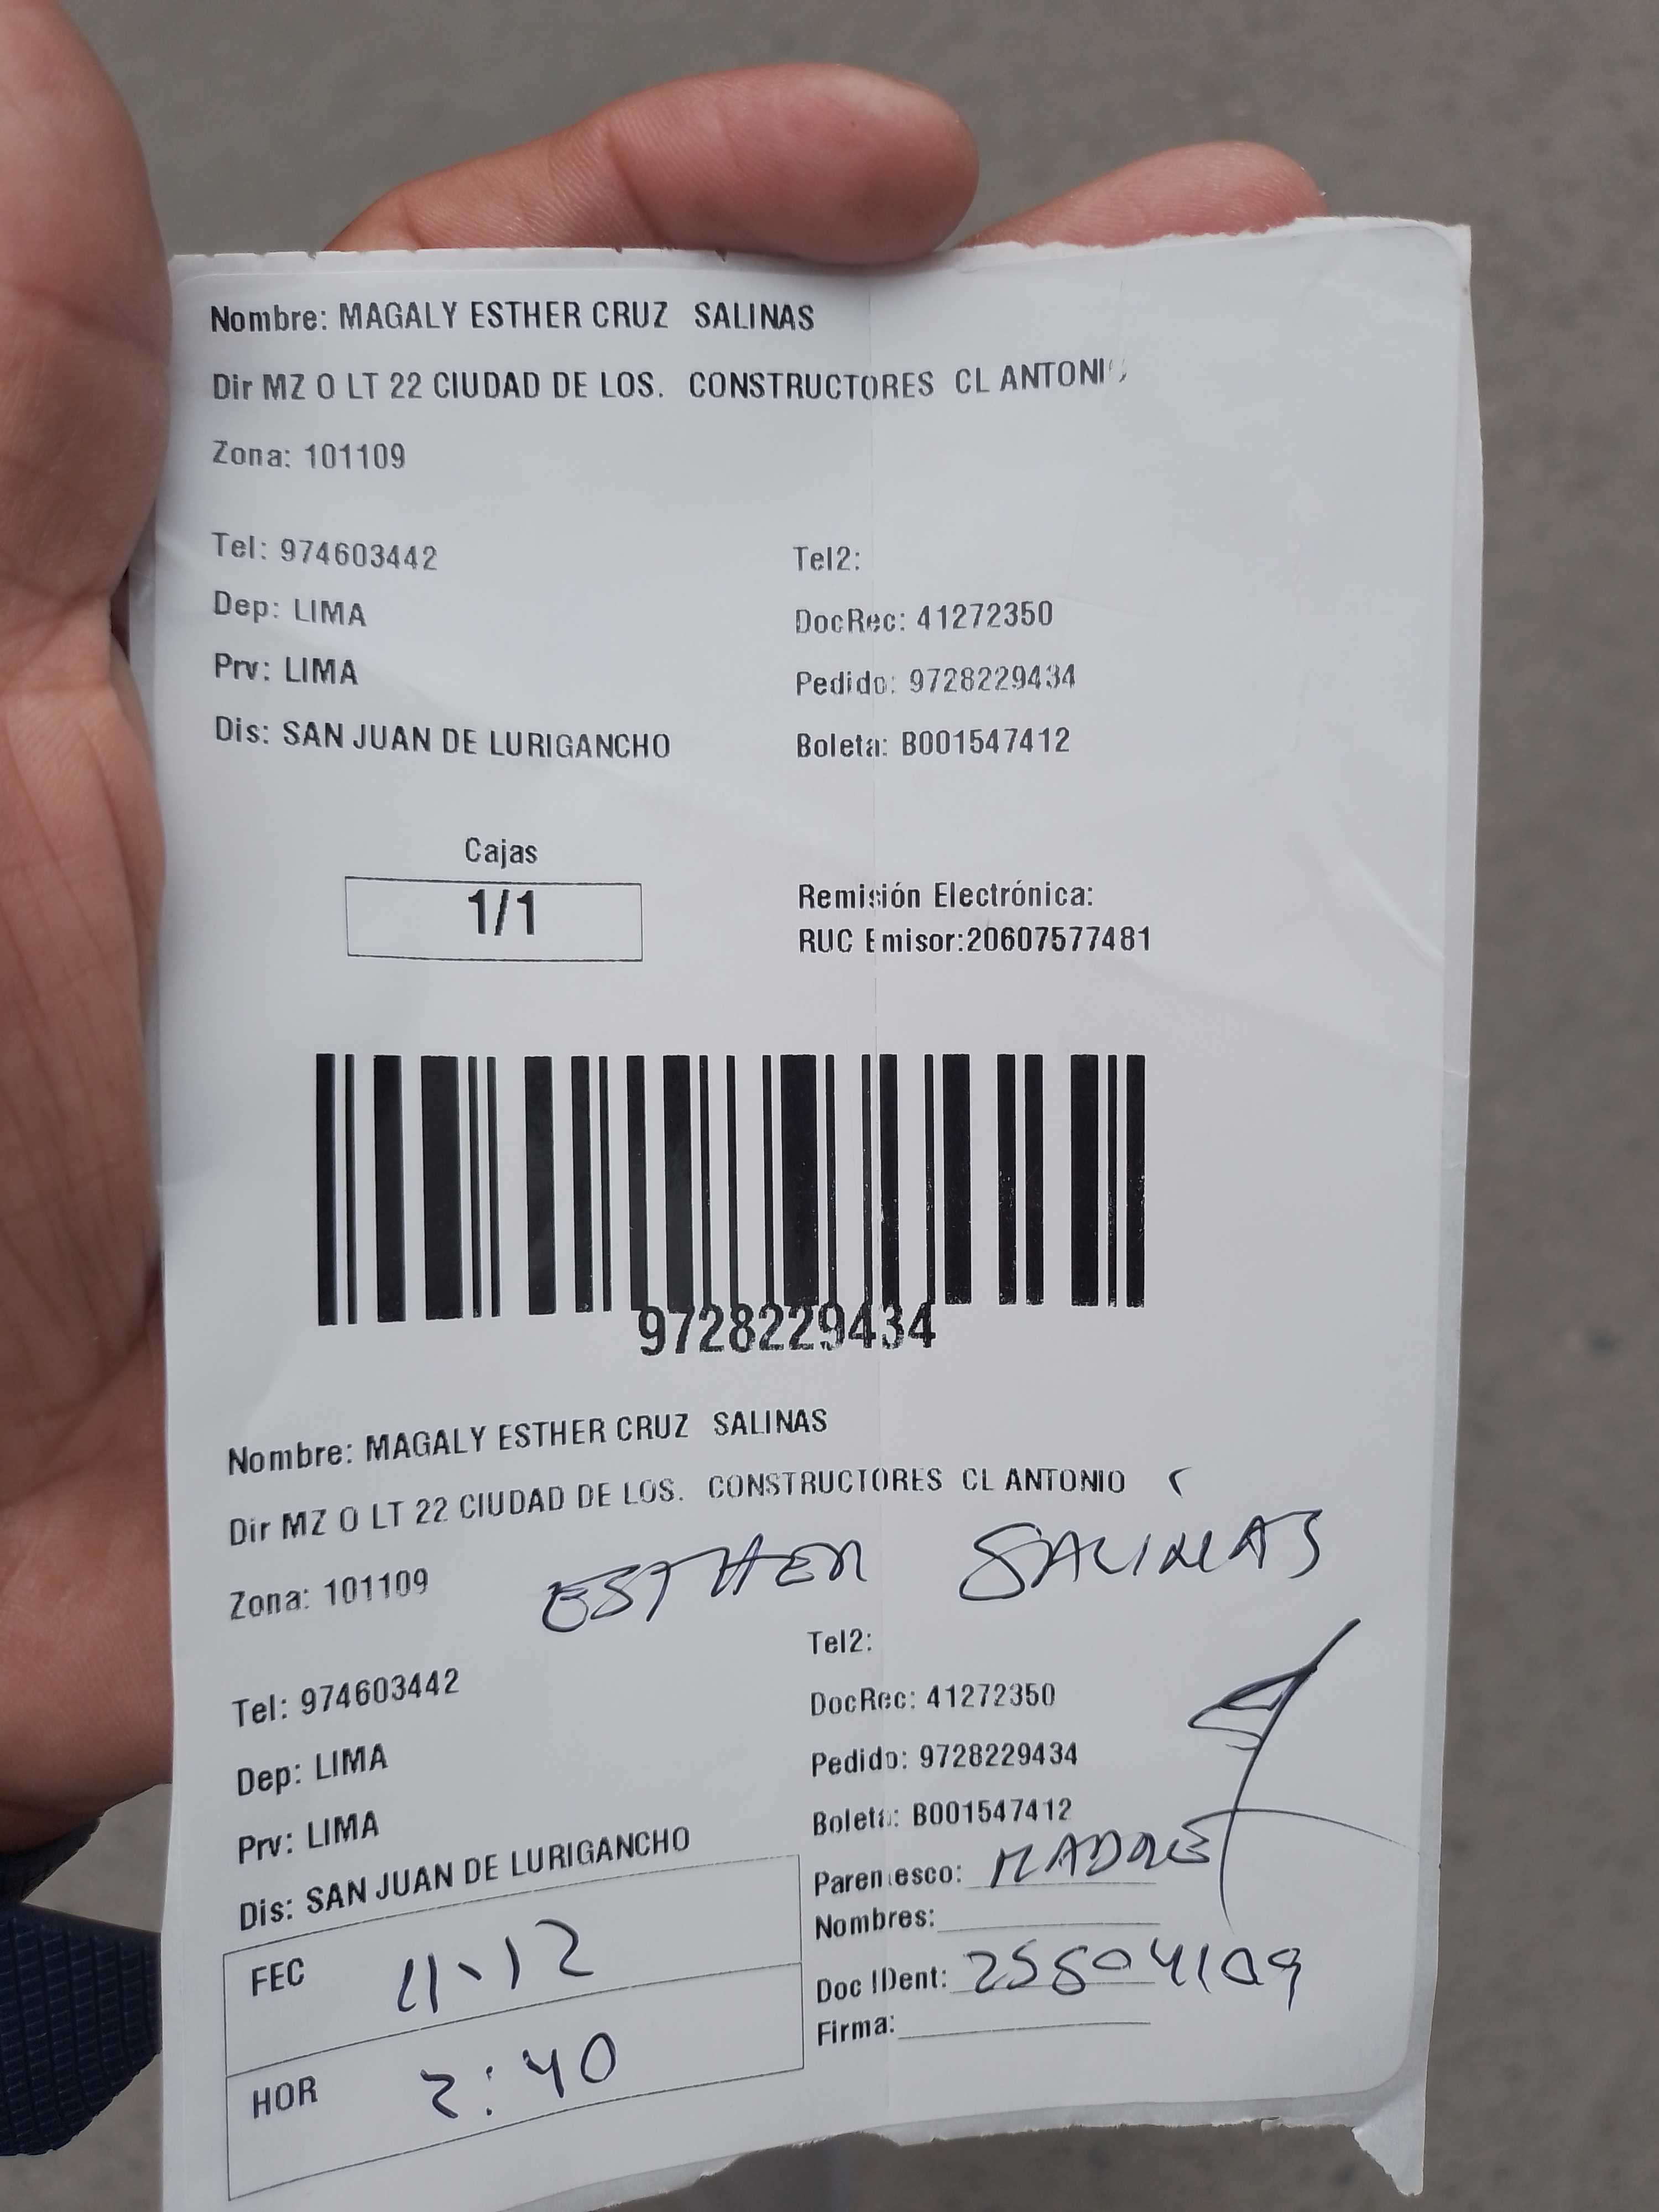 Nombre: MAGALY ESTHER CRUZ SALINAS
Dir MZ O LT 22 CIUDAD DE LOS. CONSTRUCTORES CL ANTONIO
Zona: 101109
Tel: 974603442
Tel2:
Dep: LIMA
DocRec: 41272350
Prv: LIMA
Pedido: 9728229434
Dis: SAN JUAN DE LURIGANCHO
Boleta: B001547412
Cajas
1/1
Remisión Electrónica:
RUC Emisor:20607577481
9728229434
Nombre: MAGALY ESTHER CRUZ SALINAS
Dir MZ O LT 22 CIUDAD DE LOS. CONSTRUCTORES CL ANTONIO
Zona: 101109
ESTHER SALINAS
Tel: 974603442
Tel2:
Dep: LIMA
DocRec: 41272350
Prv: LIMA
Pedido: 9728229434
Dis: SAN JUAN DE LURIGANCHO
Boleta: B001547412
Parentesco: MADRE
Nombres:
Doc IDent: 25804109
Firma:
FEC 11-12
HOR 2:40